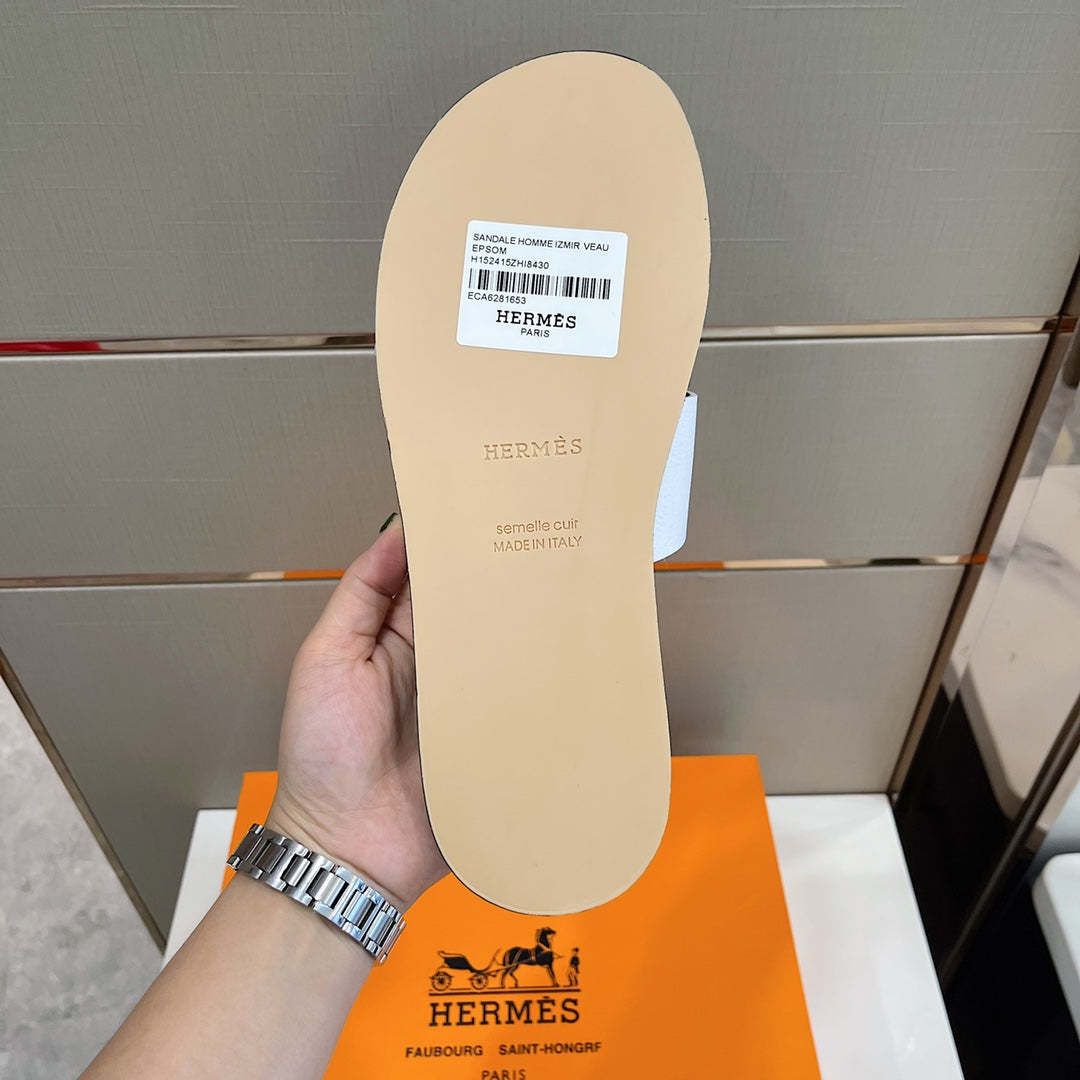 SANDALE HOMME IZMIR VEAU
EPSOM
H152415ZHI8430
ECA6281653
HERMÈS
PARIS
HERMÈS
semelle cuir
MADE IN ITALY
HERMÈS
FAUBOURG SAINT-HONGRF
PARIS